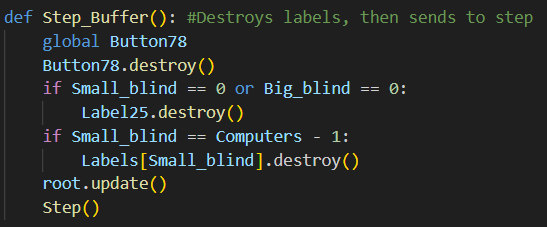 def Step_Buffer(): #Destroys labels, then sends to step
    global Button78
    Button78.destroy()
    if Small_blind == 0 or Big_blind == 0:
        Label25.destroy()
    if Small_blind == Computers - 1:
        Labels[Small_blind].destroy()
    root.update()
    Step()